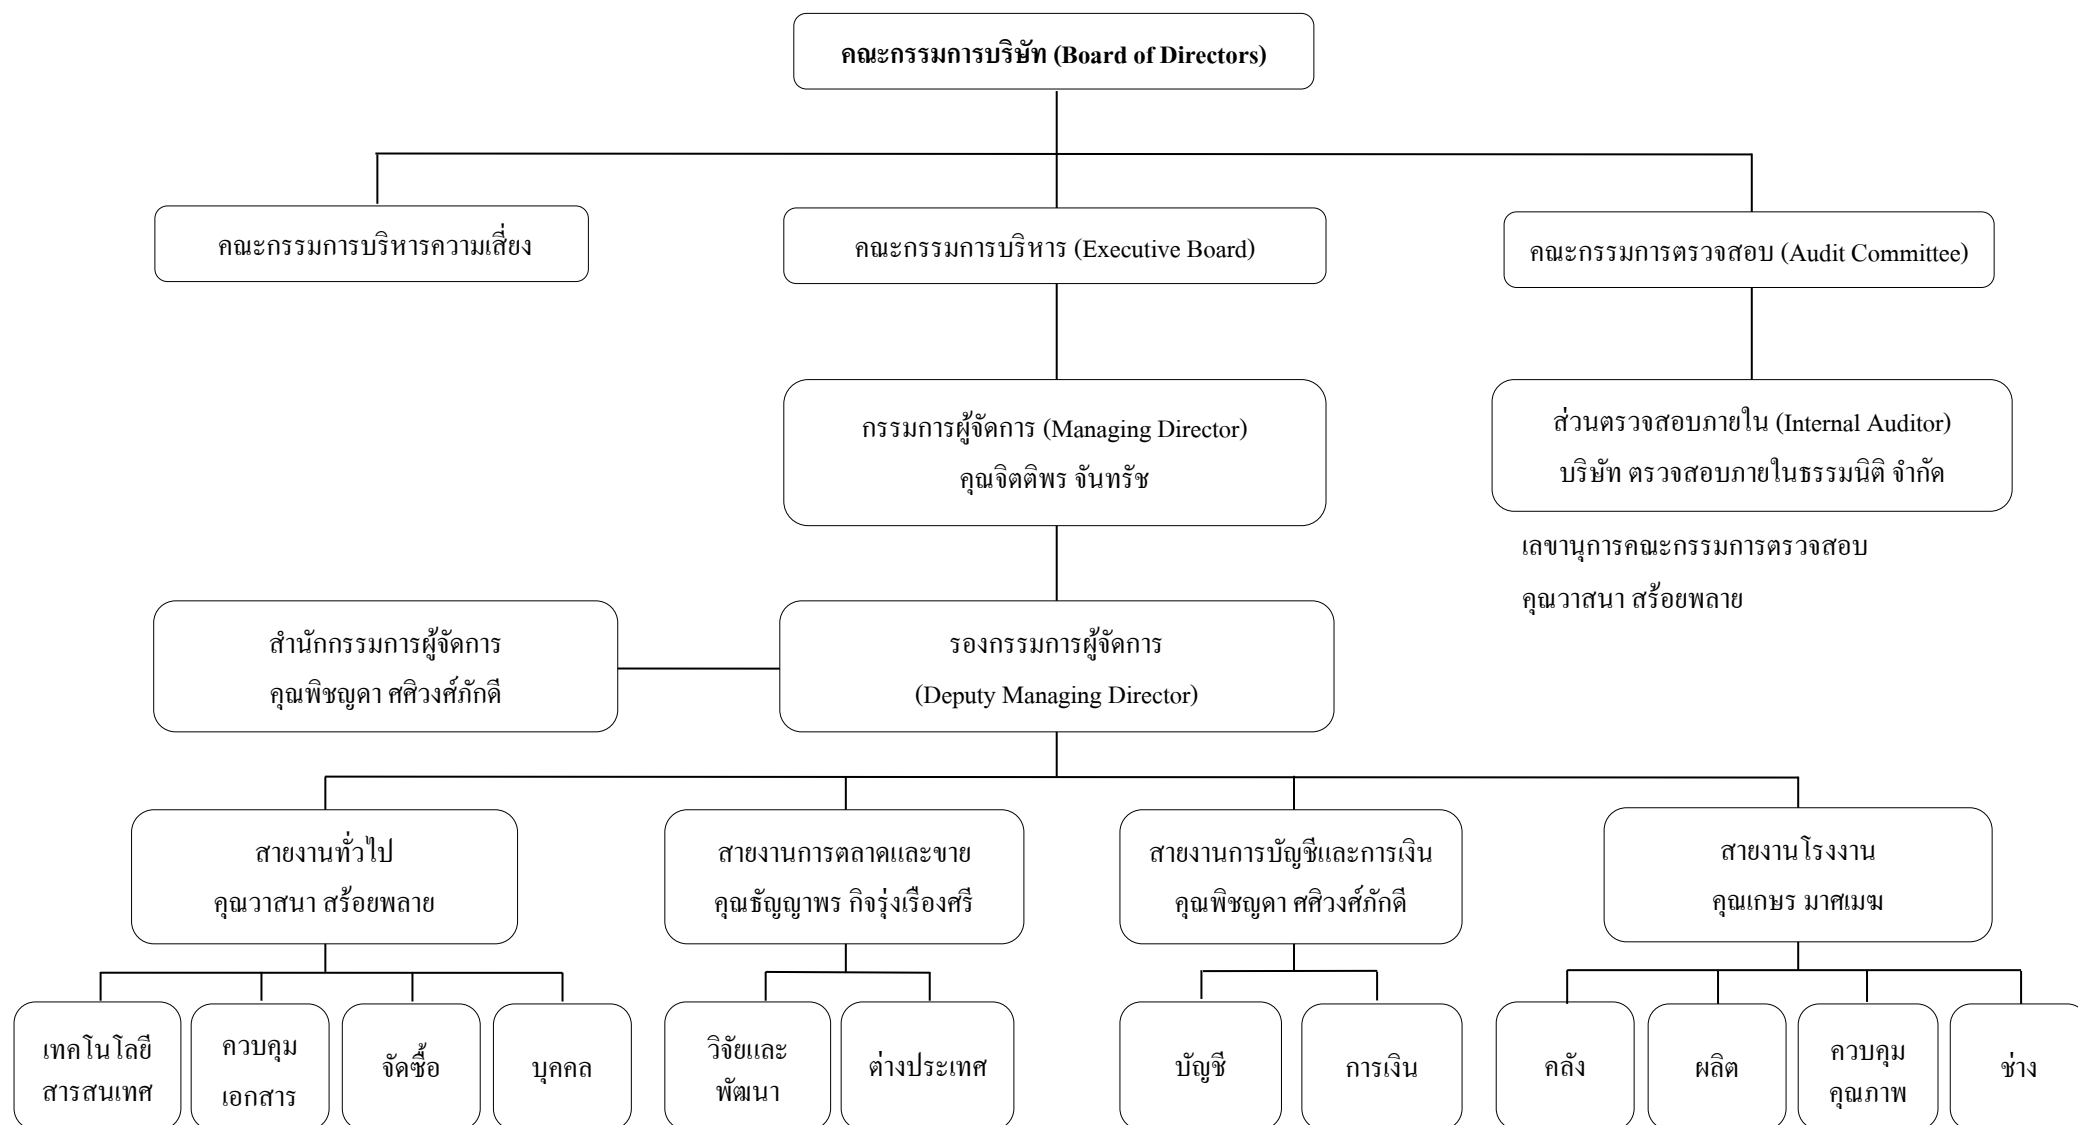 คณะกรรมการบริษัท (Board of Directors)
คณะกรรมการบริหารความเสี่ยง
คณะกรรมการบริหาร (Executive Board)
คณะกรรมการตรวจสอบ (Audit Committee)
กรรมการผู้จัดการ (Managing Director)
คุณจิตติพร จันทรัช
ส่วนตรวจสอบภายใน (Internal Auditor)
บริษัท ตรวจสอบภายในธรรมนิติ จำกัด
เลขานุการคณะกรรมการตรวจสอบ
คุณวาสนา สร้อยพลาย
สำนักกรรมการผู้จัดการ
คุณพิชญดา ศศิวงศ์ภักดี
รองกรรมการผู้จัดการ
(Deputy Managing Director)
สายงานทั่วไป
คุณวาสนา สร้อยพลาย
สายงานการตลาดและขาย
คุณธัญญาพร กิจรุ่งเรืองศรี
สายงานการบัญชีและการเงิน
คุณพิชญดา ศศิวงศ์ภักดี
สายงานโรงงาน
คุณเกษร มาศเมฆ
เทคโนโลยี
สารสนเทศ
ควบคุม
เอกสาร
จัดซื้อ
บุคคล
วิจัยและ
พัฒนา
ต่างประเทศ
บัญชี
การเงิน
คลัง
ผลิต
ควบคุม
คุณภาพ
ช่าง